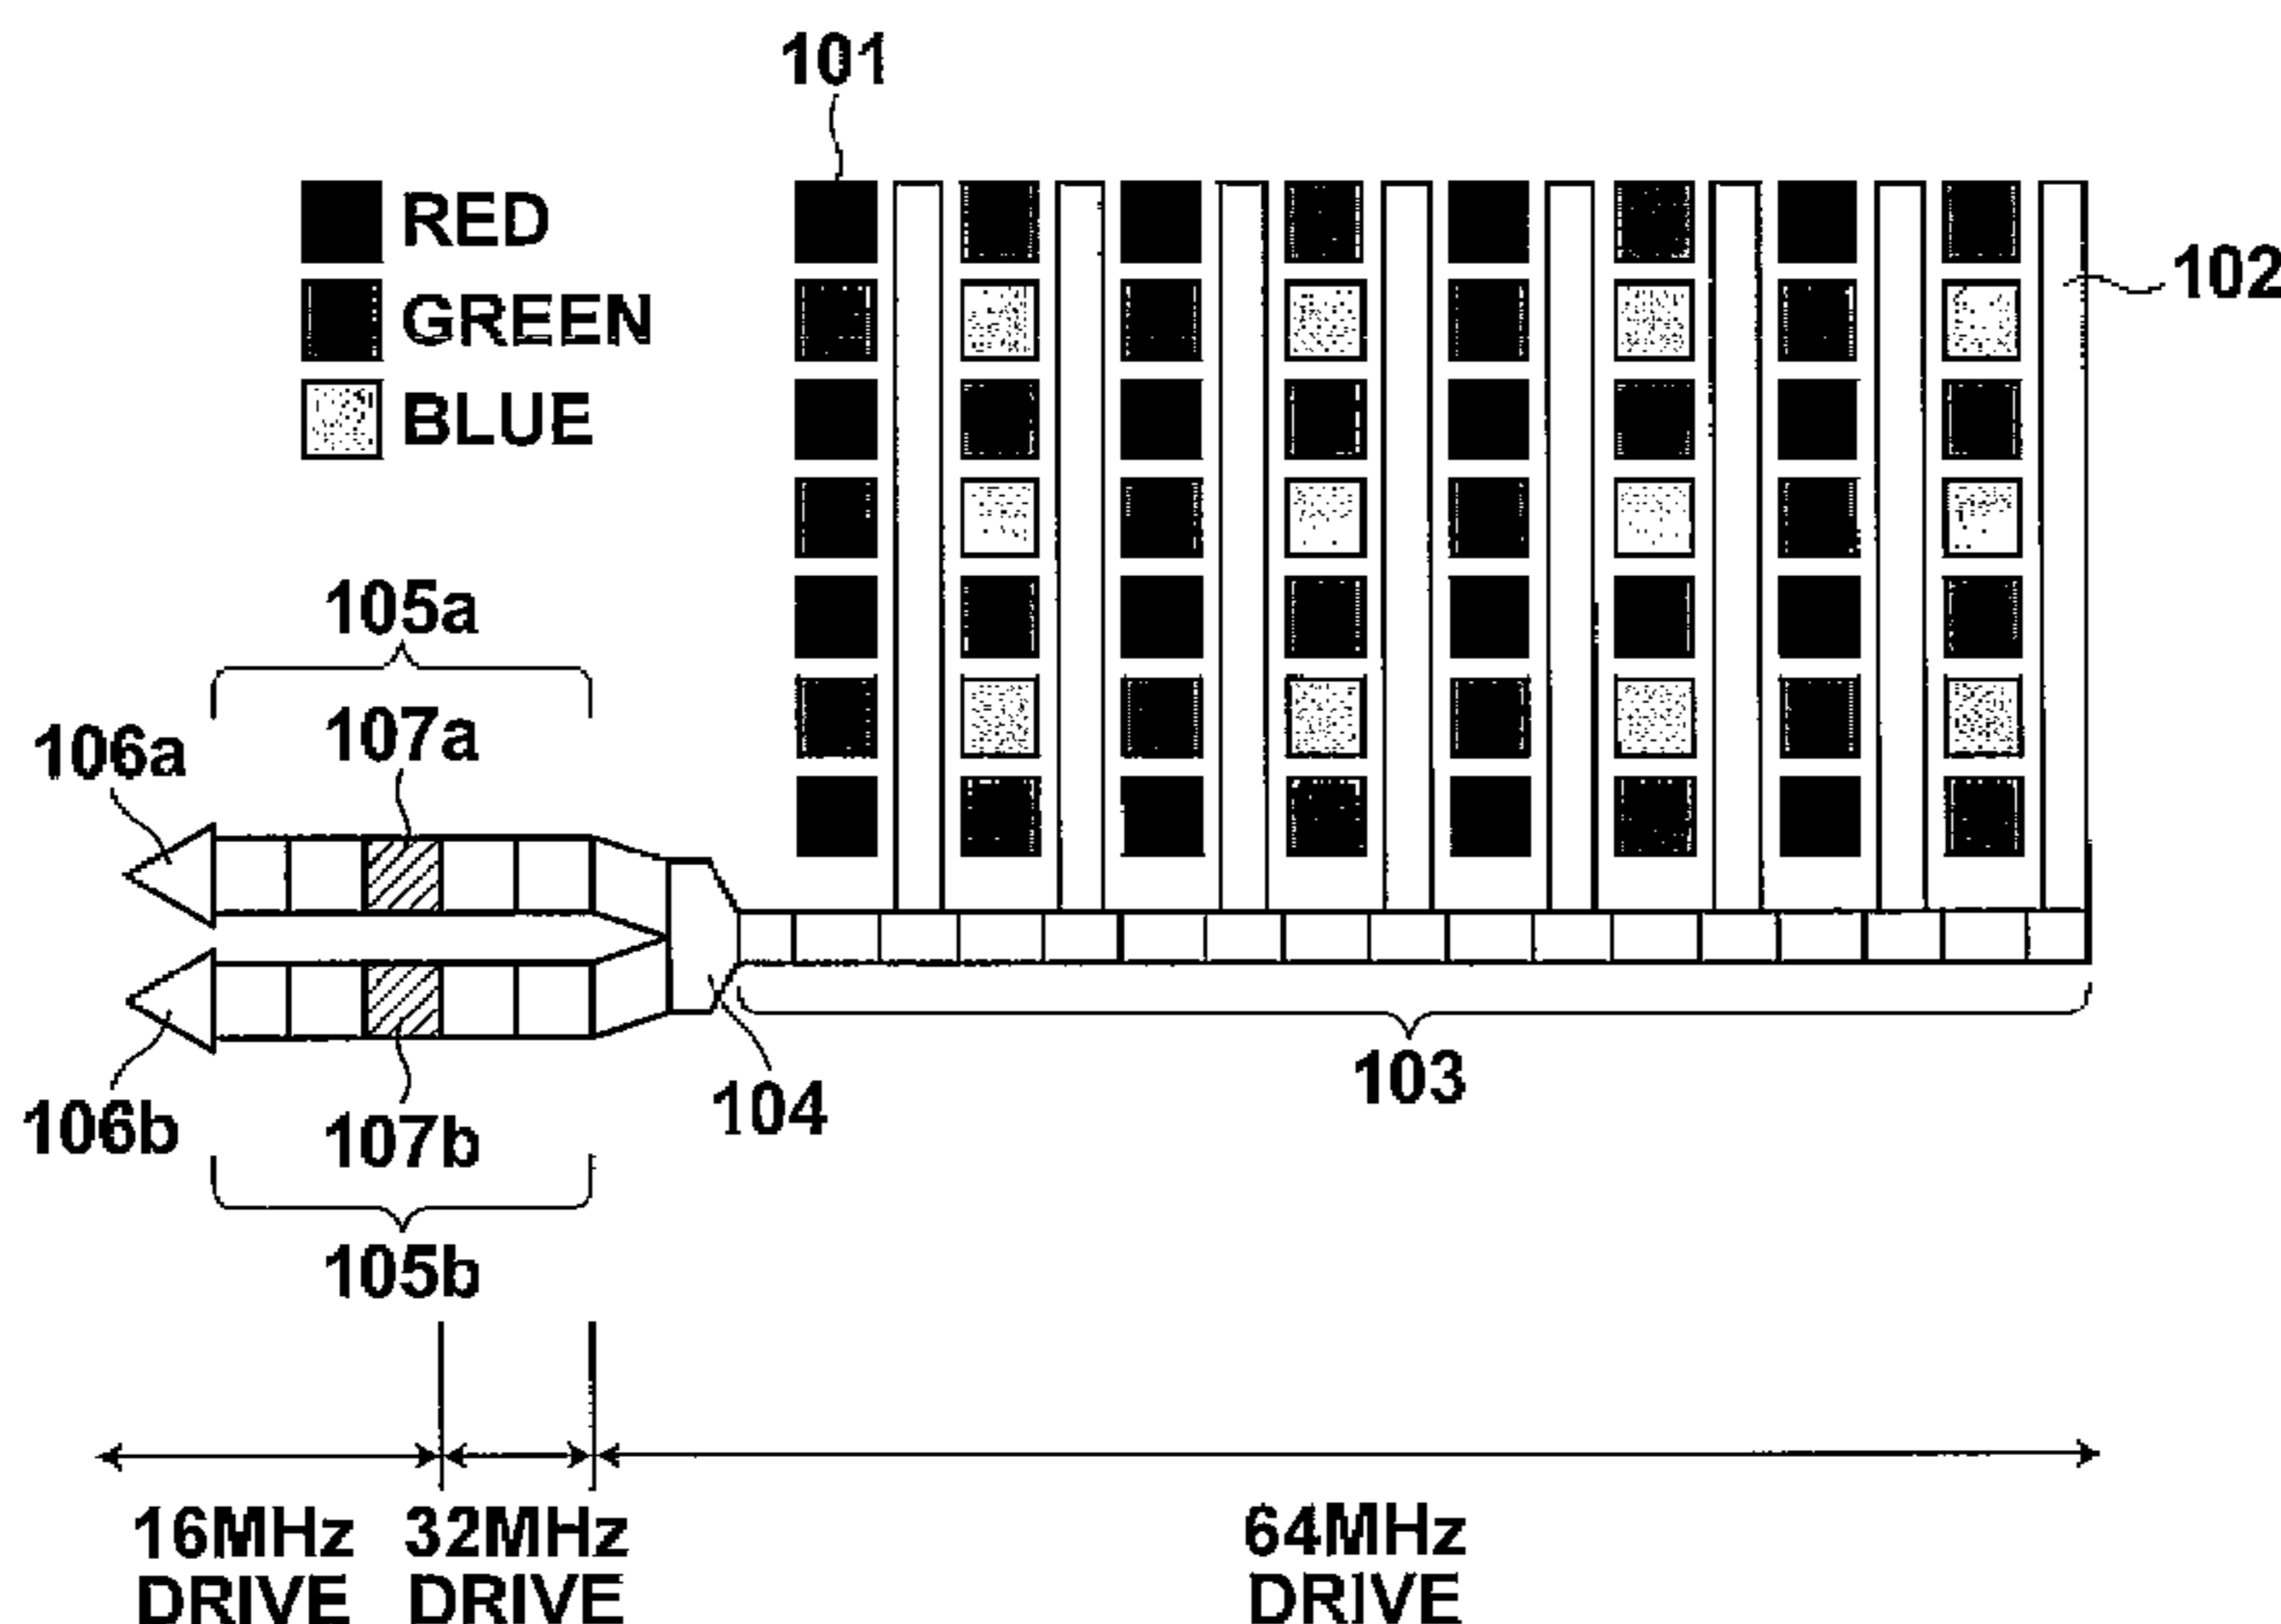 101
RED
GREEN
BLUE
102
105a
107a
106a
106b
107b
104
103
105b
16MHz DRIVE
32MHz DRIVE
64MHz DRIVE